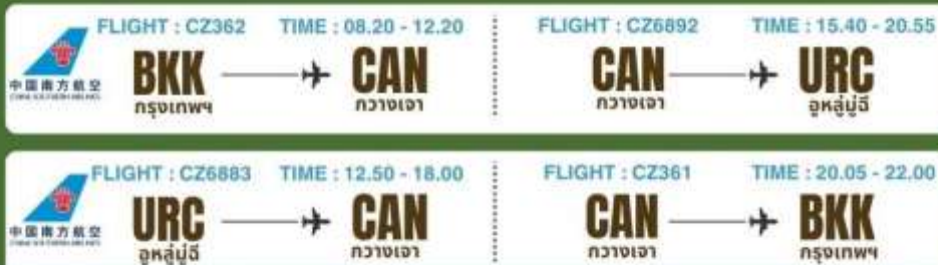 FLIGHT : CZ362 TIME : 08.20 - 12.20
中国南方航空
BKK CAN
กรุงเทพฯ กวางเจา
FLIGHT : CZ6892 TIME : 15.40 - 20.55
CAN URC
กวางเจา อูหลู่มู่ฉี
FLIGHT : CZ6883 TIME : 12.50 - 18.00
中国南方航空
URC CAN
อูหลู่มู่ฉี กวางเจา
FLIGHT : CZ361 TIME : 20.05 - 22.00
CAN BKK
กวางเจา กรุงเทพฯ